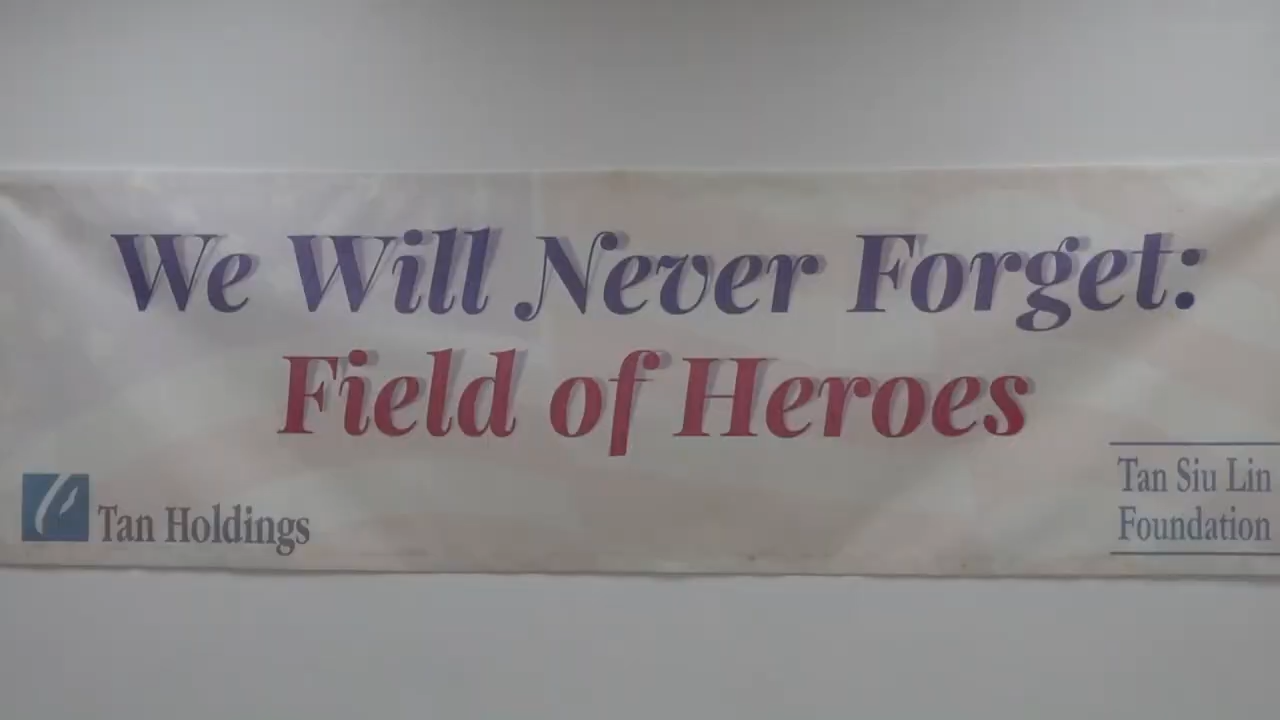 We Will Never Forget:
Field of Heroes
Tan Holdings
Tan Siu Lin
Foundation